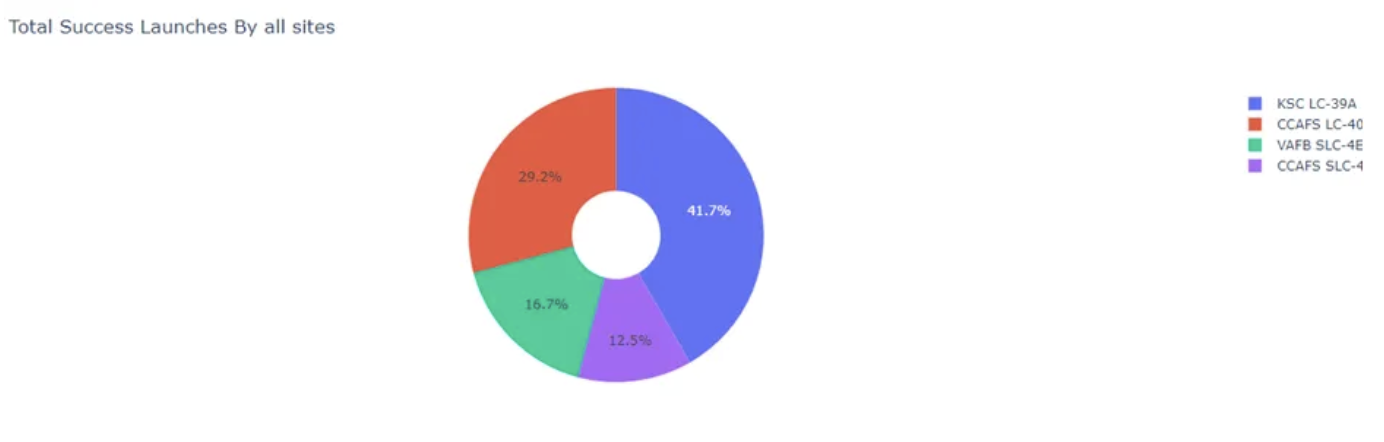 Total Success Launches By all sites
KSC LC-39A
CCAFS LC-40
VAFB SLC-4E
CCAFS SLC-4
29.2%
41.7%
16.7%
12.5%